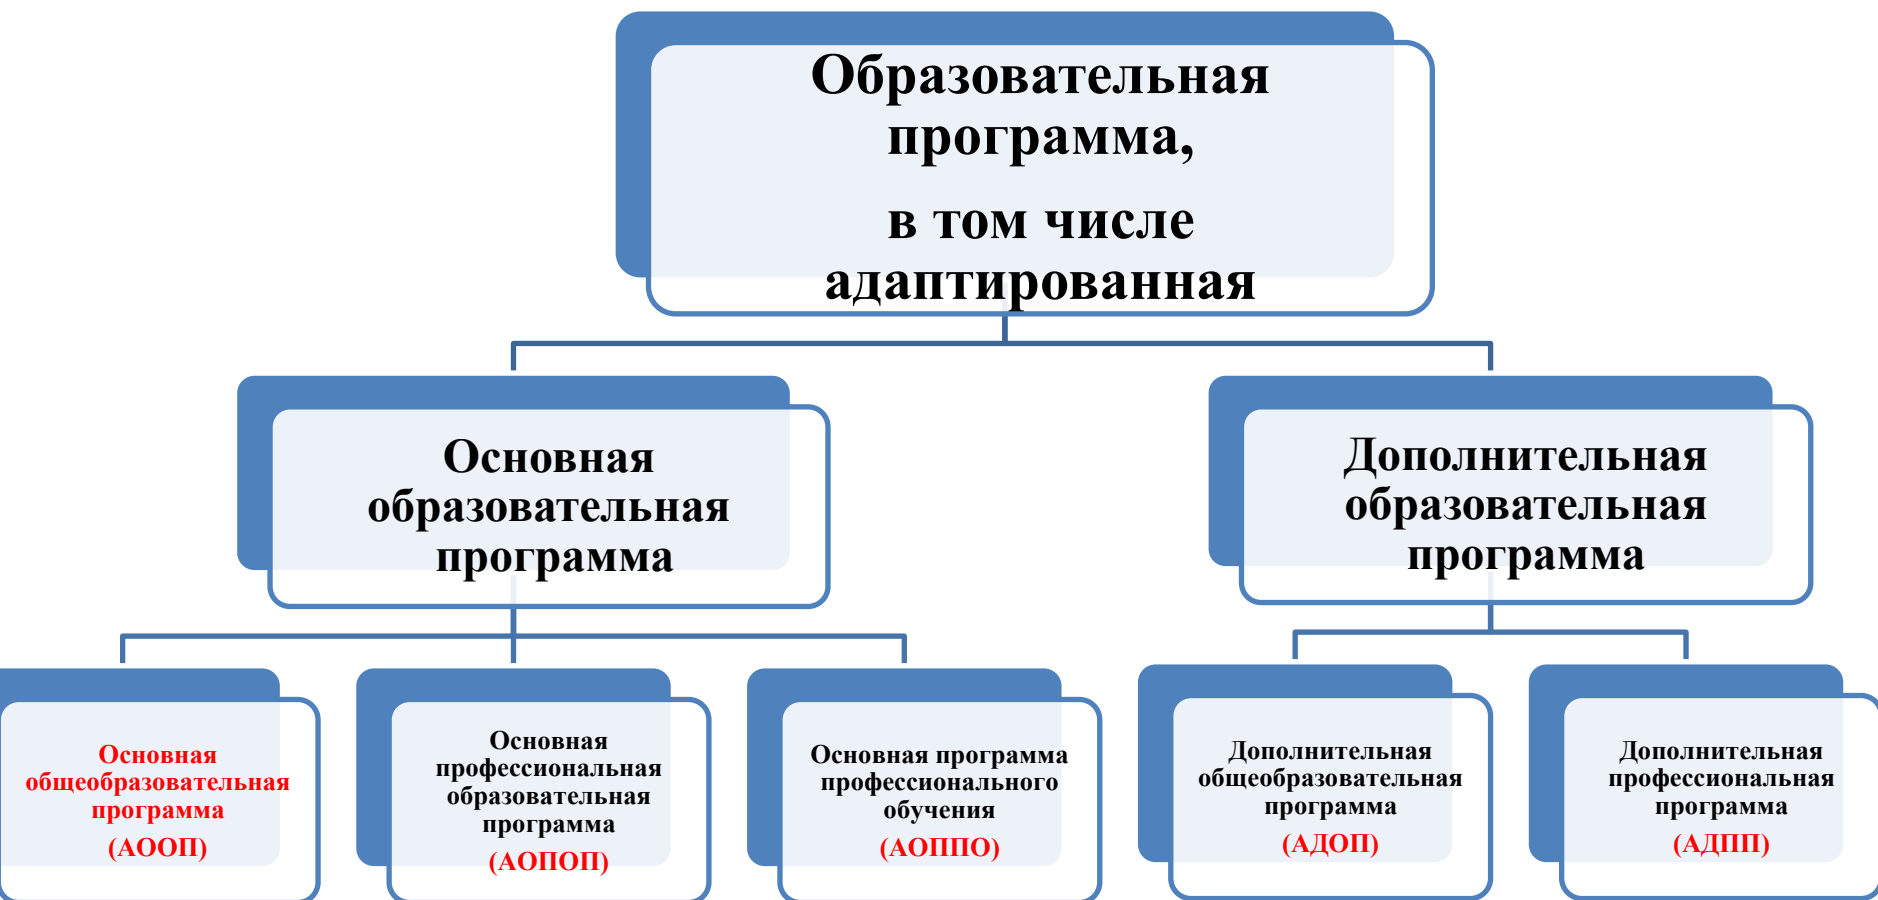 Образовательная
программа,
в том числе
адаптированная
Основная
образовательная
программа
Дополнительная
образовательная
программа
Основная
общеобразовательная
программа
(АООП)
Основная
профессиональная
образовательная
программа
(АОПОП)
Основная программа
профессионального
обучения
(АОППО)
Дополнительная
общеобразовательная
программа
(АДОП)
Дополнительная
профессиональная
программа
(АДПП)